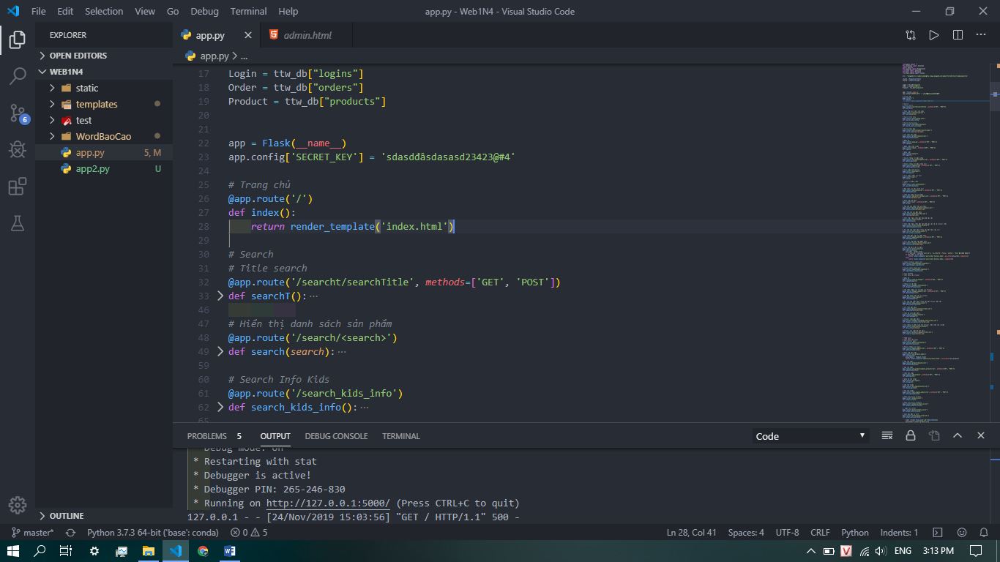 File Edit Selection View Go Debug Terminal Help
app.py - Web1N4 - Visual Studio Code
EXPLORER
OPEN EDITORS
WEB1N4
static
templates
test
WordBaoCao
app.py 5, M
app2.py U
OUTLINE
app.py
admin.html
app.py > ...
17 Login = ttw_db["logins"]
18 Order = ttw_db["orders"]
19 Product = ttw_db["products"]
20
21
22 app = Flask(__name__)
23 app.config['SECRET_KEY'] = 'sdasdđâsdasasd23423@#4'
24
25 # Trang chủ
26 @app.route('/')
27 def index():
28 return render_template('index.html')
29
30 # Search
31 # Title search
32 @app.route('/searcht/searchTitle', methods=['GET', 'POST'])
33 def searchT():...
46
47 # Hiển thị danh sách sản phẩm
48 @app.route('/search/<search>')
49 def search(search):...
59
60 # Search Info Kids
61 @app.route('/search_kids_info')
62 def search_kids_info():...
65
PROBLEMS 5 OUTPUT DEBUG CONSOLE TERMINAL
Code
* Debug mode: on
* Restarting with stat
* Debugger is active!
* Debugger PIN: 265-246-830
* Running on http://127.0.0.1:5000/ (Press CTRL+C to quit)
127.0.0.1 - - [24/Nov/2019 15:03:56] "GET / HTTP/1.1" 500 -
6
master* Python 3.7.3 64-bit ('base': conda) 0 5
Ln 28, Col 41 Spaces: 4 UTF-8 CRLF Python Indents: 1
V ENG 3:13 PM